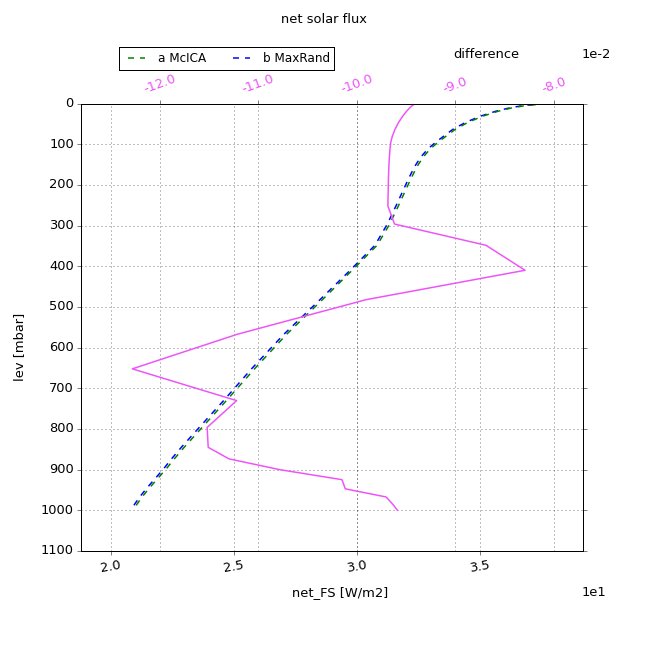 net solar flux
a McICA b MaxRand difference 1e-2
-12.0 -11.0 -10.0 -9.0 -8.0
0
100
200
300
400
500
600
700
800
900
1000
1100
lev [mbar]
2.0 2.5 3.0 3.5
net_FS [W/m2] 1e1